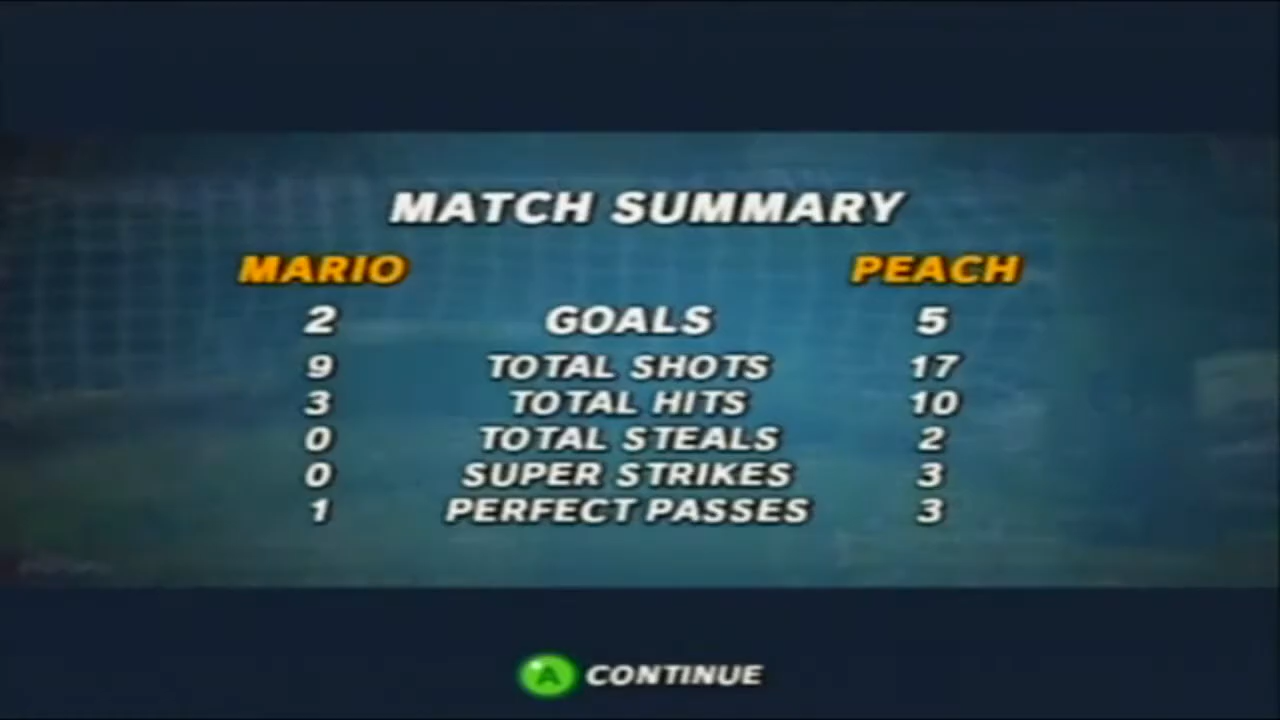 MATCH SUMMARY
MARIO PEACH
2 GOALS 5
9 TOTAL SHOTS 17
3 TOTAL HITS 10
0 TOTAL STEALS 2
0 SUPER STRIKES 3
1 PERFECT PASSES 3
A CONTINUE